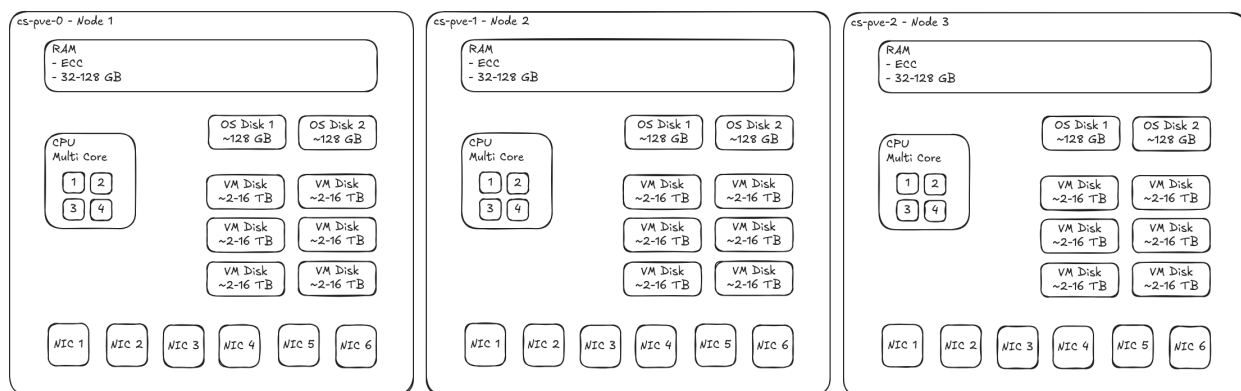 cs-pve-0 - Node 1
RAM
- ECC
- 32-128 GB
OS Disk 1
~128 GB
OS Disk 2
~128 GB
CPU
Multi Core
1
2
3
4
VM Disk
~2-16 TB
VM Disk
~2-16 TB
VM Disk
~2-16 TB
VM Disk
~2-16 TB
VM Disk
~2-16 TB
VM Disk
~2-16 TB
NIC 1
NIC 2
NIC 3
NIC 4
NIC 5
NIC 6
cs-pve-1 - Node 2
RAM
- ECC
- 32-128 GB
OS Disk 1
~128 GB
OS Disk 2
~128 GB
CPU
Multi Core
1
2
3
4
VM Disk
~2-16 TB
VM Disk
~2-16 TB
VM Disk
~2-16 TB
VM Disk
~2-16 TB
VM Disk
~2-16 TB
VM Disk
~2-16 TB
NIC 1
NIC 2
NIC 3
NIC 4
NIC 5
NIC 6
cs-pve-2 - Node 3
RAM
- ECC
- 32-128 GB
OS Disk 1
~128 GB
OS Disk 2
~128 GB
CPU
Multi Core
1
2
3
4
VM Disk
~2-16 TB
VM Disk
~2-16 TB
VM Disk
~2-16 TB
VM Disk
~2-16 TB
VM Disk
~2-16 TB
VM Disk
~2-16 TB
NIC 1
NIC 2
NIC 3
NIC 4
NIC 5
NIC 6